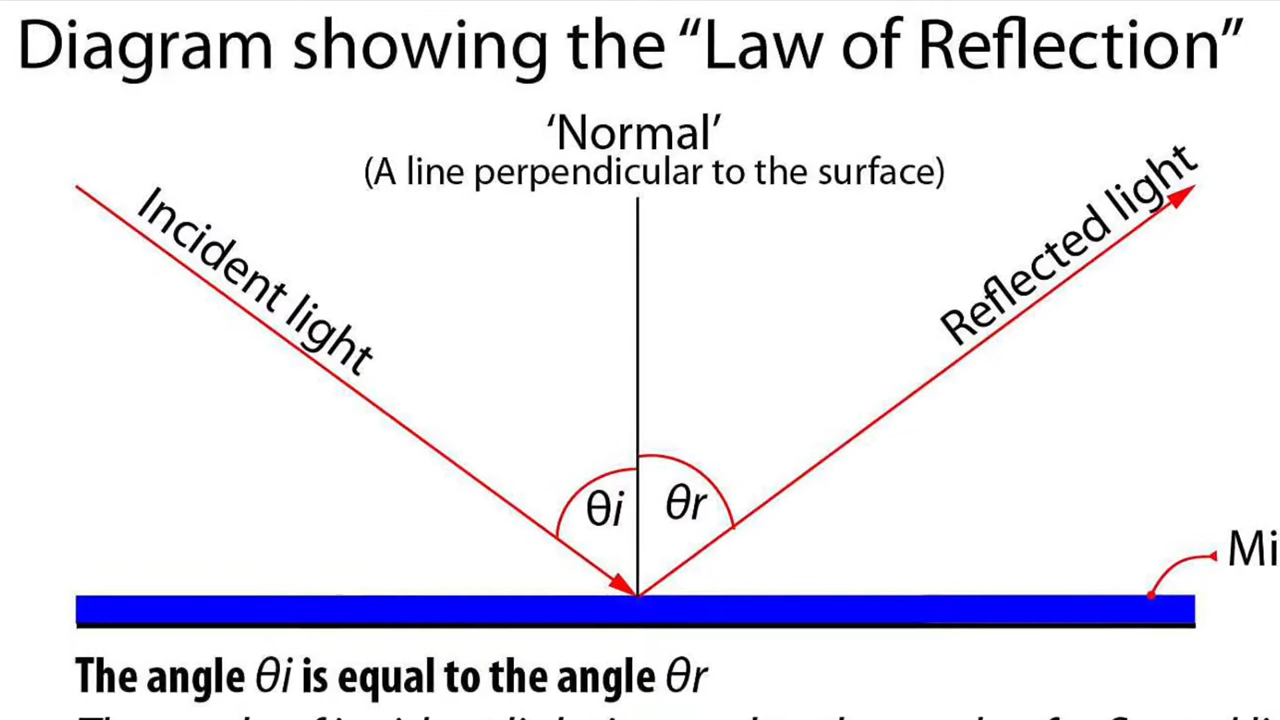 Diagram showing the “Law of Reflection”
‘Normal’
(A line perpendicular to the surface)
Incident light
Reflected light
θi
θr
Mi
The angle θi is equal to the angle θr